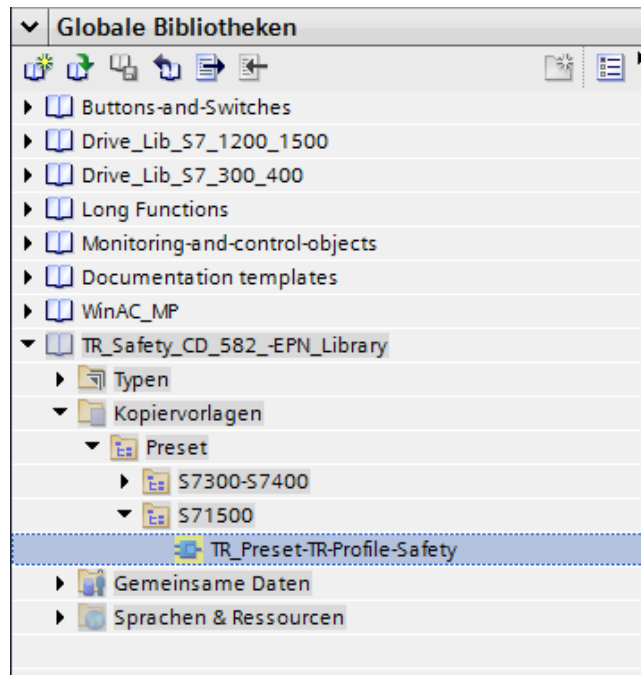 Globale Bibliotheken
Buttons-and-Switches
Drive_Lib_S7_1200_1500
Drive_Lib_S7_300_400
Long Functions
Monitoring-and-control-objects
Documentation templates
WinAC_MP
TR_Safety_CD_582_-EPN_Library
Typen
Kopiervorlagen
Preset
S7300-S7400
S71500
TR_Preset-TR-Profile-Safety
Gemeinsame Daten
Sprachen & Ressourcen